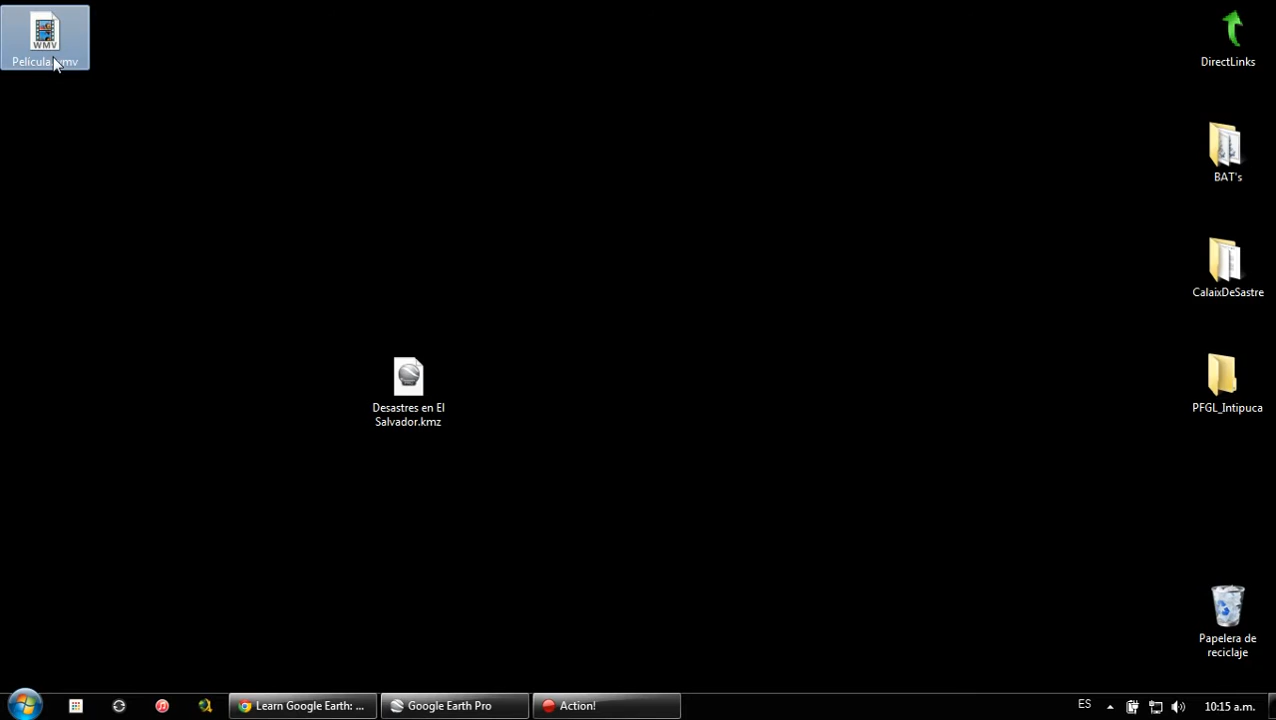 WMV
Película.wmv
DirectLinks
BAT's
CalaixDeSastre
Desastres en El
Salvador.kmz
PFGL_Intipuca
Papelera de
reciclaje
Learn Google Earth: ...
Google Earth Pro
Action!
ES
10:15 a.m.